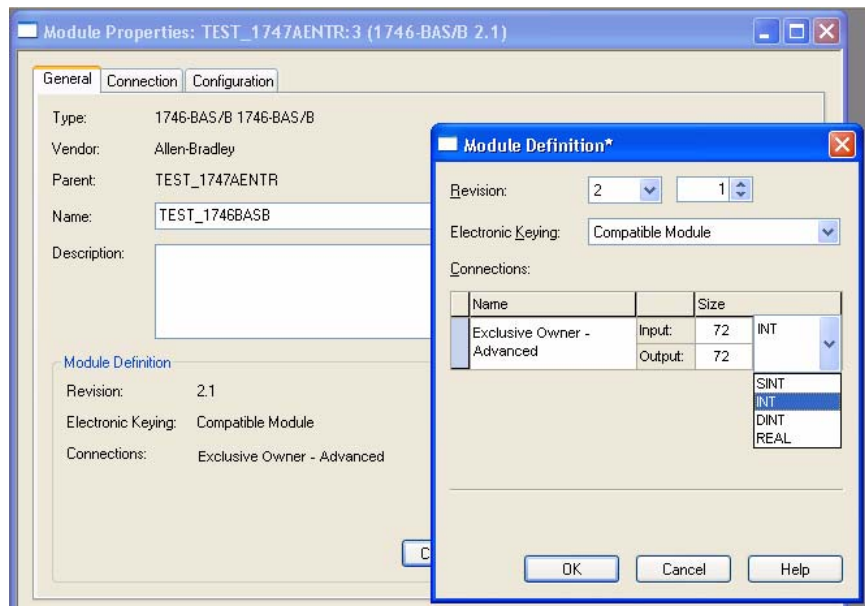 Module Properties: TEST_1747AENTR:3 (1746-BAS/B 2.1)
General Connection Configuration
Type: 1746-BAS/B 1746-BAS/B
Vendor: Allen-Bradley
Parent: TEST_1747AENTR
Name: TEST_1746BASB
Description:
Module Definition
Revision: 2.1
Electronic Keying: Compatible Module
Connections: Exclusive Owner - Advanced
Module Definition*
Revision: 2 1
Electronic Keying: Compatible Module
Connections:
Name Size
Exclusive Owner - Advanced
Input: 72 INT
Output: 72
SINT
INT
DINT
REAL
OK Cancel Help